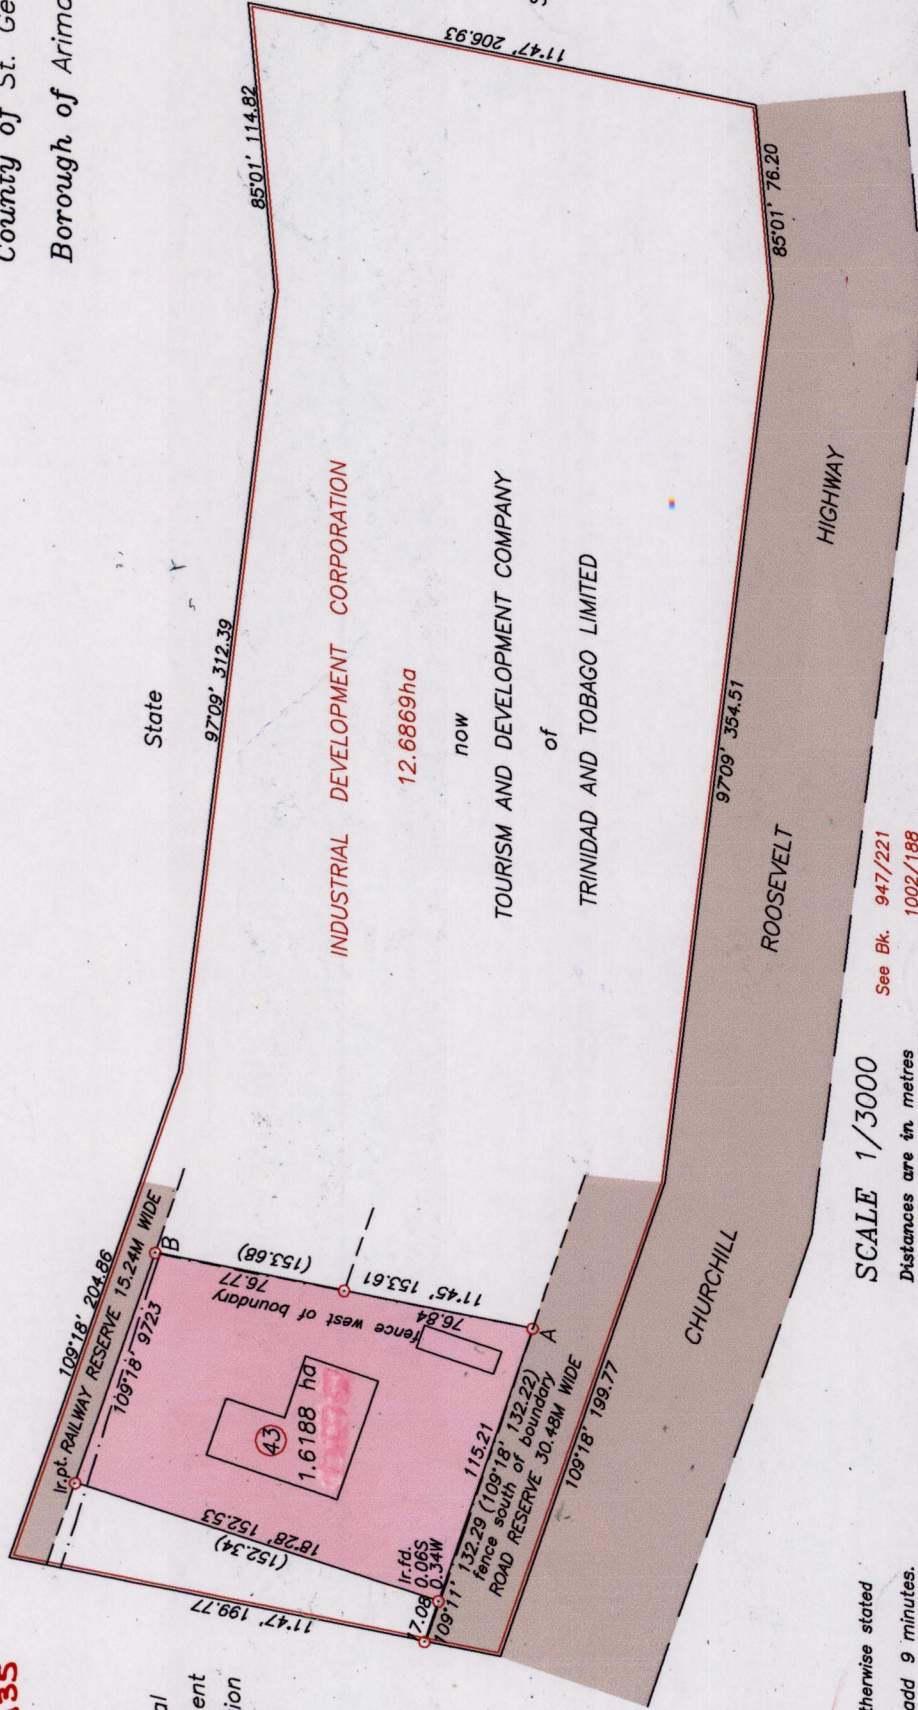 County of St. Ge
Borough of Arima
35
State
85°01' 114.82
11°47' 206.93
97°09' 312.39
109°18' 204.86
Ir.pt. RAILWAY RESERVE 15.24M WIDE
109°18' 9723
B
(153.68)
76.77
fence west of boundary
11°45' 153.61
76.84
A
43
1.6188 ha
18°28' 152.53
(152.34)
11°47' 199.77
Ir.fd.
0.06S
0.34W
17.08
115.21
109°11' 132.29 (109°18' 132.22)
fence south of boundary
ROAD RESERVE 30.48M WIDE
109°18' 199.77
INDUSTRIAL DEVELOPMENT CORPORATION
12.6869ha
now
TOURISM AND DEVELOPMENT COMPANY
of
TRINIDAD AND TOBAGO LIMITED
85°01' 76.20
97°09' 354.51
CHURCHILL ROOSEVELT HIGHWAY
al
ent
ion
SCALE 1/3000
See Bk. 947/221
1002/188
Distances are in metres
therwise stated
add 9 minutes.